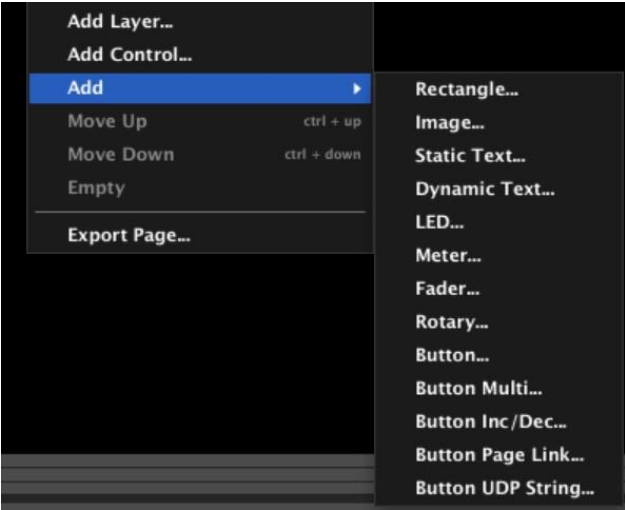 Add Layer...
Add Control...
Add
Move Up ctrl + up
Move Down ctrl + down
Empty
Export Page...
Rectangle...
Image...
Static Text...
Dynamic Text...
LED...
Meter...
Fader...
Rotary...
Button...
Button Multi...
Button Inc/Dec...
Button Page Link...
Button UDP String...